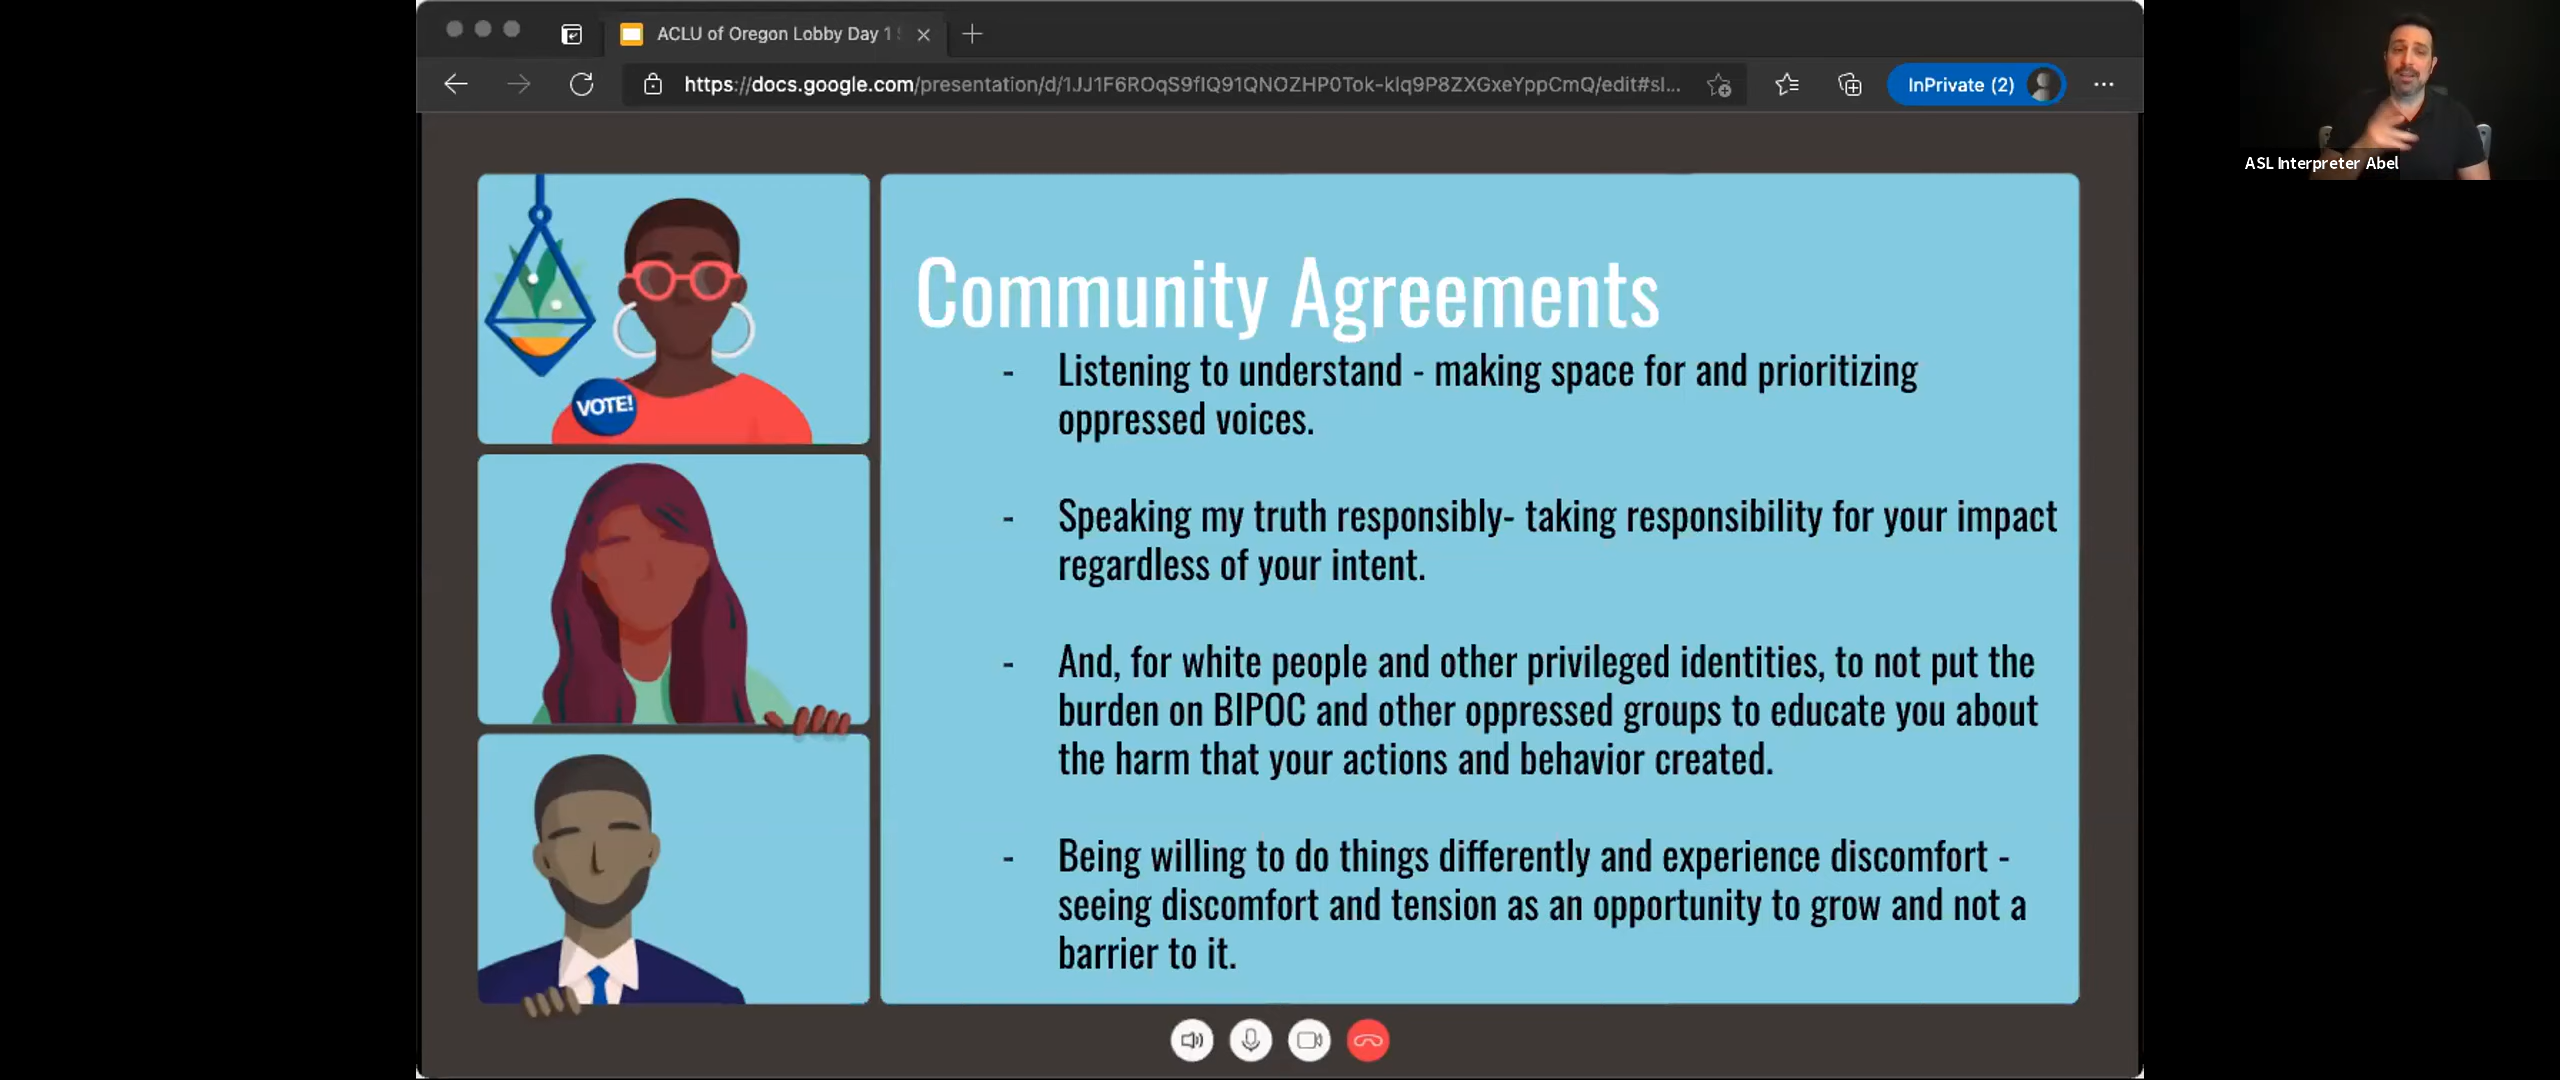 ACLU of Oregon Lobby Day 1
https://docs.google.com/presentation/d/1JJ1F6ROqS9flQ91QNOZHP0Tok-klq9P8ZXGxeYppCmQ/edit#sl...
InPrivate (2)
ASL Interpreter Abel
VOTE!
Community Agreements
- Listening to understand - making space for and prioritizing
oppressed voices.
- Speaking my truth responsibly- taking responsibility for your impact
regardless of your intent.
- And, for white people and other privileged identities, to not put the
burden on BIPOC and other oppressed groups to educate you about
the harm that your actions and behavior created.
- Being willing to do things differently and experience discomfort -
seeing discomfort and tension as an opportunity to grow and not a
barrier to it.